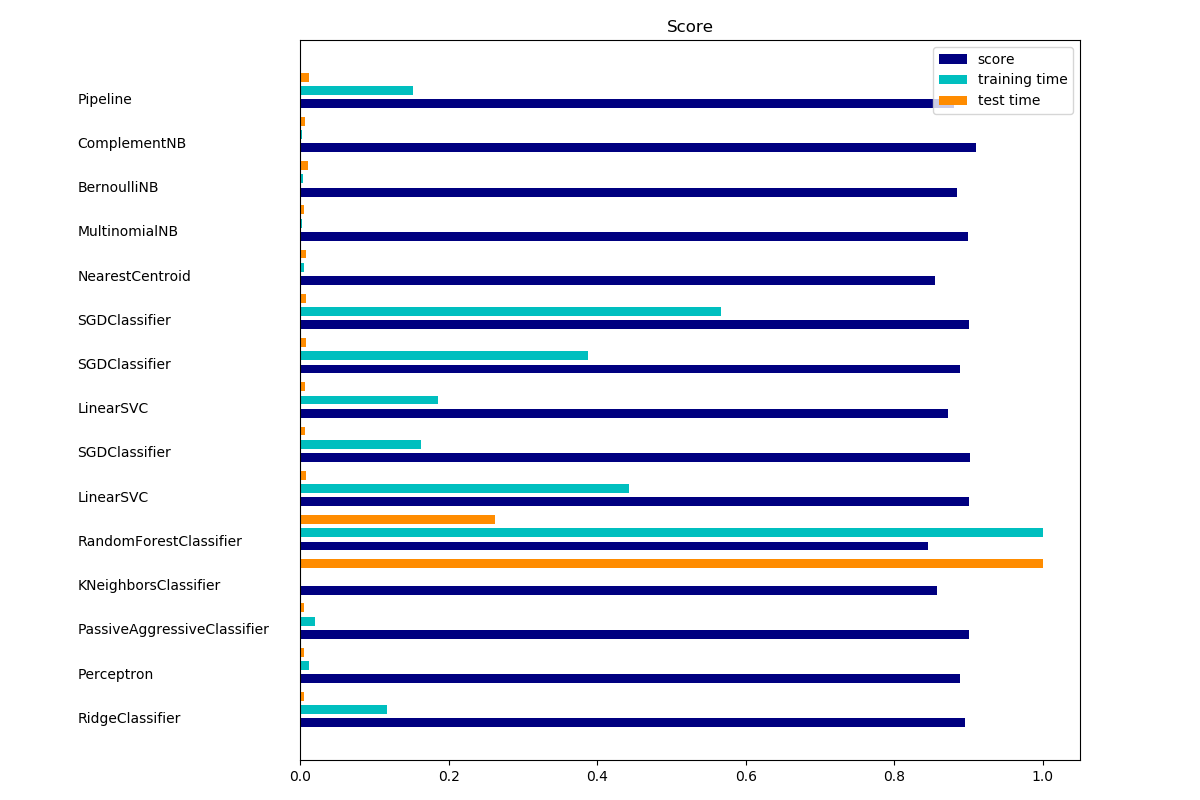 Score
score
training time
test time
Pipeline
ComplementNB
BernoulliNB
MultinomialNB
NearestCentroid
SGDClassifier
SGDClassifier
LinearSVC
SGDClassifier
LinearSVC
RandomForestClassifier
KNeighborsClassifier
PassiveAggressiveClassifier
Perceptron
RidgeClassifier
0.0 0.2 0.4 0.6 0.8 1.0